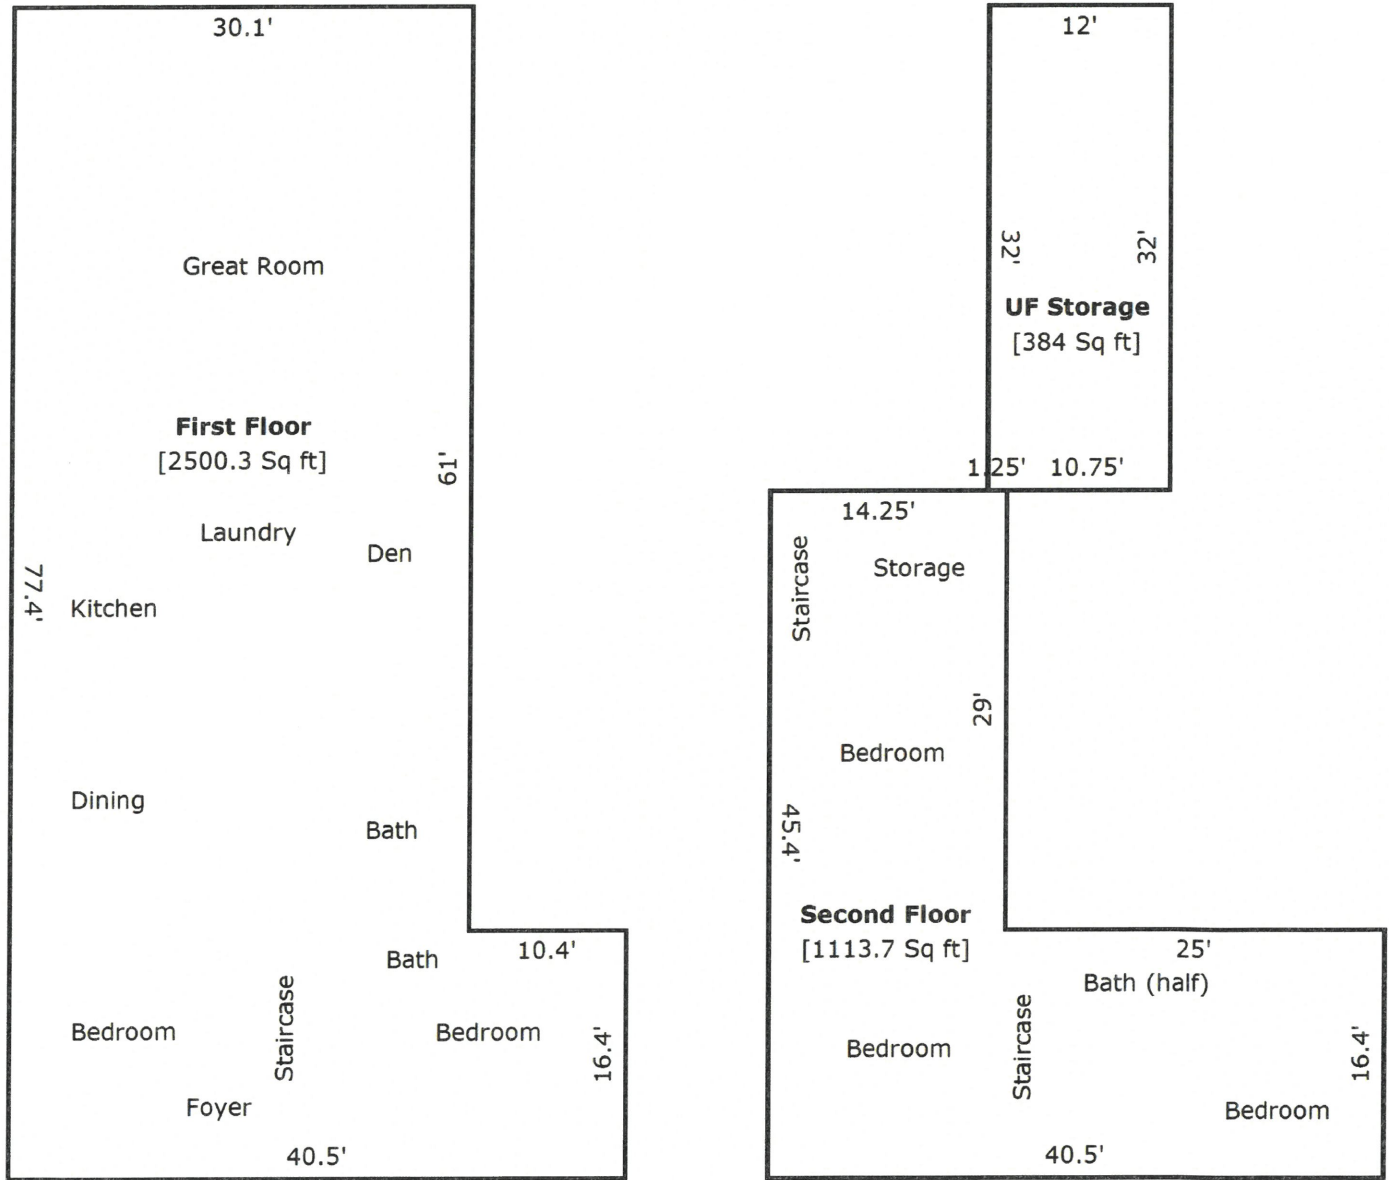 30.1'
Great Room
First Floor
[2500.3 Sq ft]
61'
Laundry
Den
77.4'
Kitchen
Dining
Bath
Bath
10.4'
Bedroom
Staircase
Bedroom
16.4'
Foyer
40.5'
12'
32'
32'
UF Storage
[384 Sq ft]
1.25'
10.75'
14.25'
Staircase
Storage
29'
Bedroom
45.4'
Second Floor
[1113.7 Sq ft]
25'
Bath (half)
Bedroom
Staircase
16.4'
Bedroom
40.5'